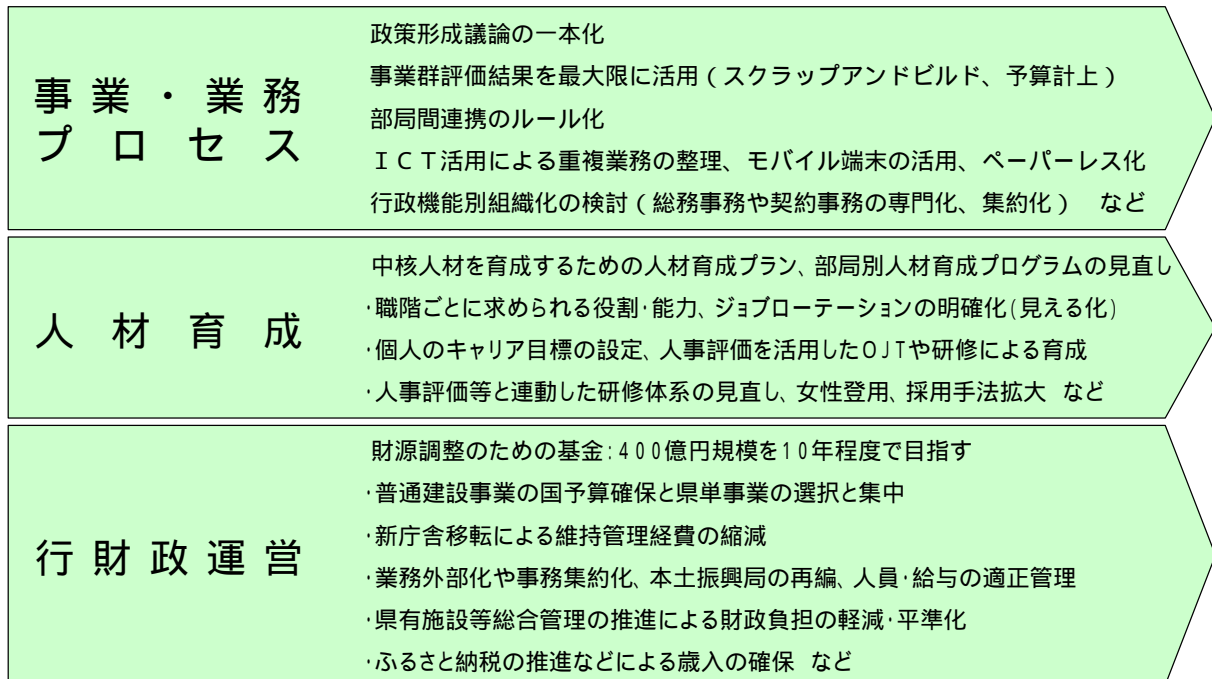 事業・業務
プロセス
政策形成議論の一本化
事業群評価結果を最大限に活用（スクラップアンドビルド、予算計上）
部局間連携のルール化
ＩＣＴ活用による重複業務の整理、モバイル端末の活用、ペーパーレス化
行政機能別組織化の検討（総務事務や契約事務の専門化、集約化）　など
人材育成
中核人材を育成するための人材育成プラン、部局別人材育成プログラムの見直し
・職階ごとに求められる役割・能力、ジョブローテーションの明確化(見える化)
・個人のキャリア目標の設定、人事評価を活用したOJTや研修による育成
・人事評価等と連動した研修体系の見直し、女性登用、採用手法拡大 など
行財政運営
財源調整のための基金：400億円規模を10年程度で目指す
・普通建設事業の国予算確保と県単事業の選択と集中
・新庁舎移転による維持管理経費の縮減
・業務外部化や事務集約化、本土振興局の再編、人員・給与の適正管理
・県有施設等総合管理の推進による財政負担の軽減・平準化
・ふるさと納税の推進などによる歳入の確保 など